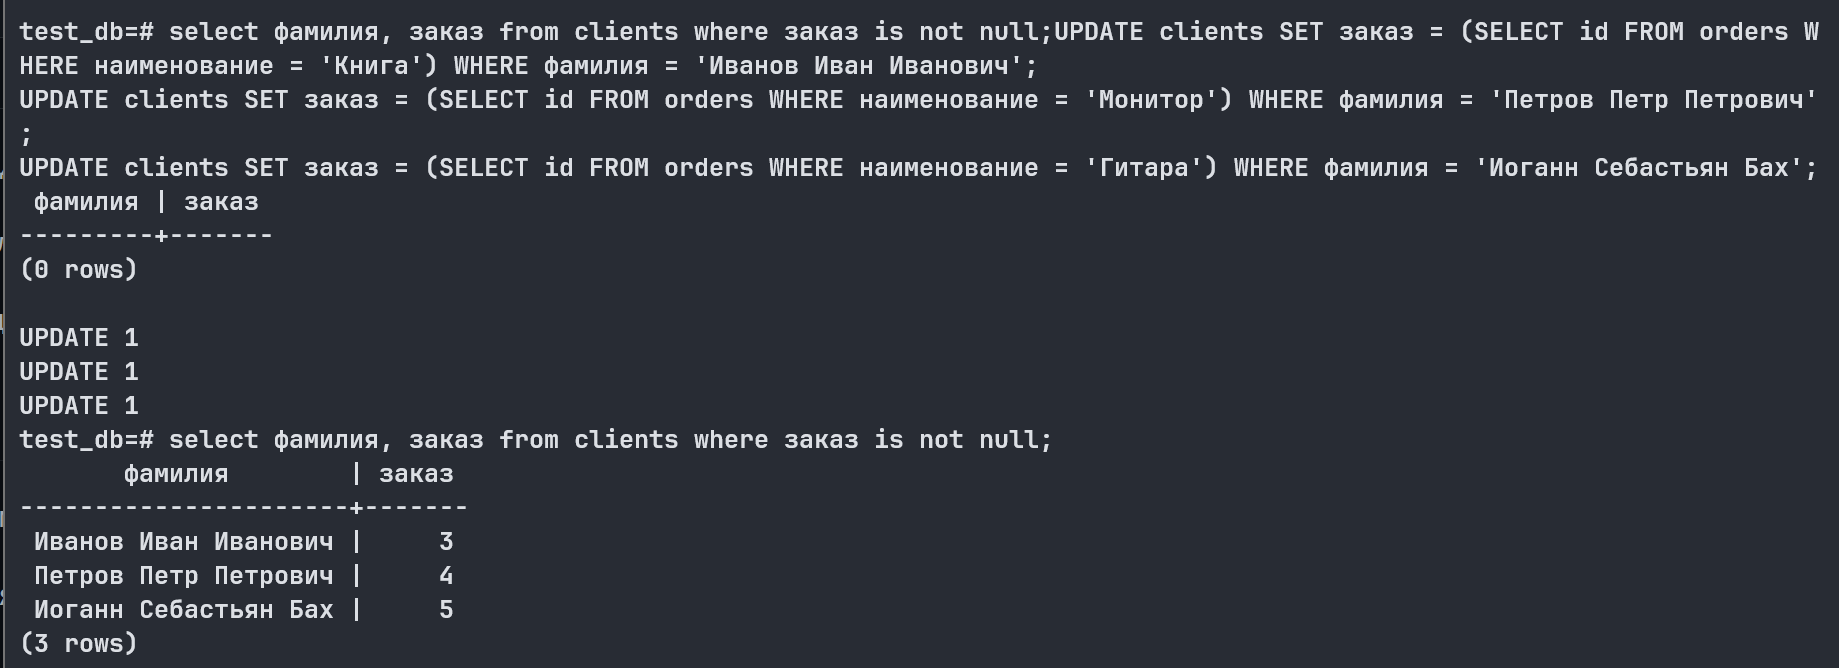 test_db=# select фамилия, заказ from clients where заказ is not null;UPDATE clients SET заказ = (SELECT id FROM orders W
HERE наименование = 'Книга') WHERE фамилия = 'Иванов Иван Иванович';
UPDATE clients SET заказ = (SELECT id FROM orders WHERE наименование = 'Монитор') WHERE фамилия = 'Петров Петр Петрович'
;
UPDATE clients SET заказ = (SELECT id FROM orders WHERE наименование = 'Гитара') WHERE фамилия = 'Иоганн Себастьян Бах';
 фамилия | заказ
---------+-------
(0 rows)

UPDATE 1
UPDATE 1
UPDATE 1
test_db=# select фамилия, заказ from clients where заказ is not null;
       фамилия        | заказ
----------------------+-------
 Иванов Иван Иванович |     3
 Петров Петр Петрович |     4
 Иоганн Себастьян Бах |     5
(3 rows)